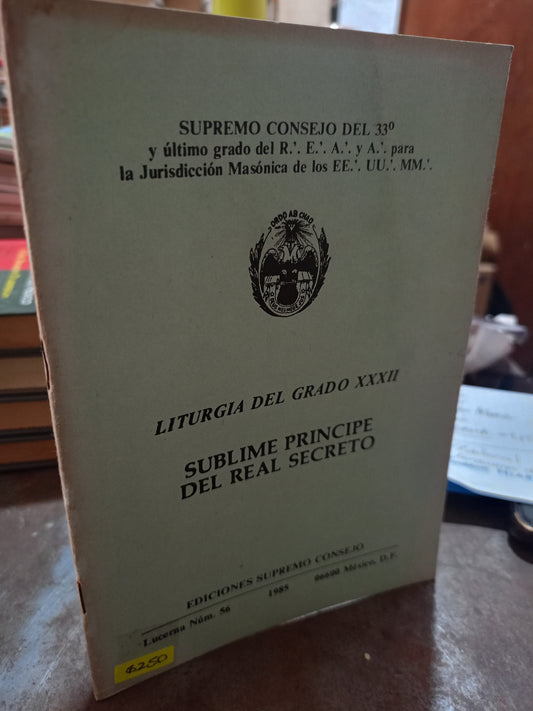 SUPREMO CONSEJO DEL 33º
y último grado del R.'. E.'. A.'. y A.'. para
la Jurisdicción Masónica de los EE.'. UU.'. MM.'.
ORDO AB CHAO
LITURGIA DEL GRADO XXXII
SUBLIME PRINCIPE
DEL REAL SECRETO
EDICIONES SUPREMO CONSEJO
Lucerna Núm. 56 1985 06600 México, D.F.
$250